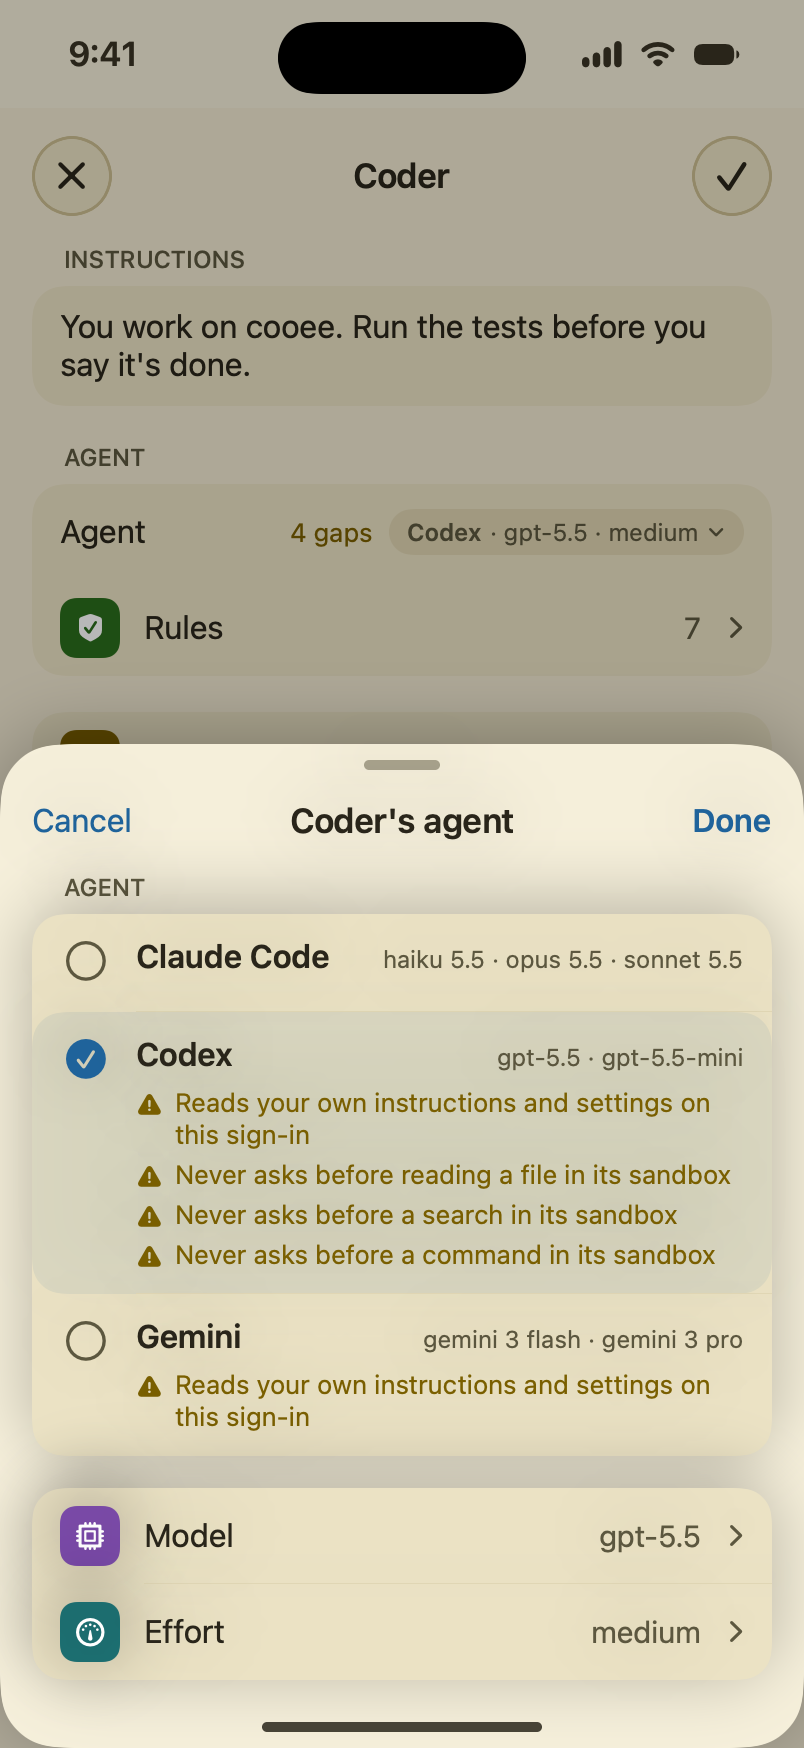 9:41
Coder
INSTRUCTIONS
You work on cooee. Run the tests before you
say it's done.
AGENT
Agent 4 gaps Codex · gpt-5.5 · medium
Rules 7
Cancel Coder's agent Done
AGENT
Claude Code haiku 5.5 · opus 5.5 · sonnet 5.5
Codex gpt-5.5 · gpt-5.5-mini
Reads your own instructions and settings on
this sign-in
Never asks before reading a file in its sandbox
Never asks before a search in its sandbox
Never asks before a command in its sandbox
Gemini gemini 3 flash · gemini 3 pro
Reads your own instructions and settings on
this sign-in
Model gpt-5.5
Effort medium